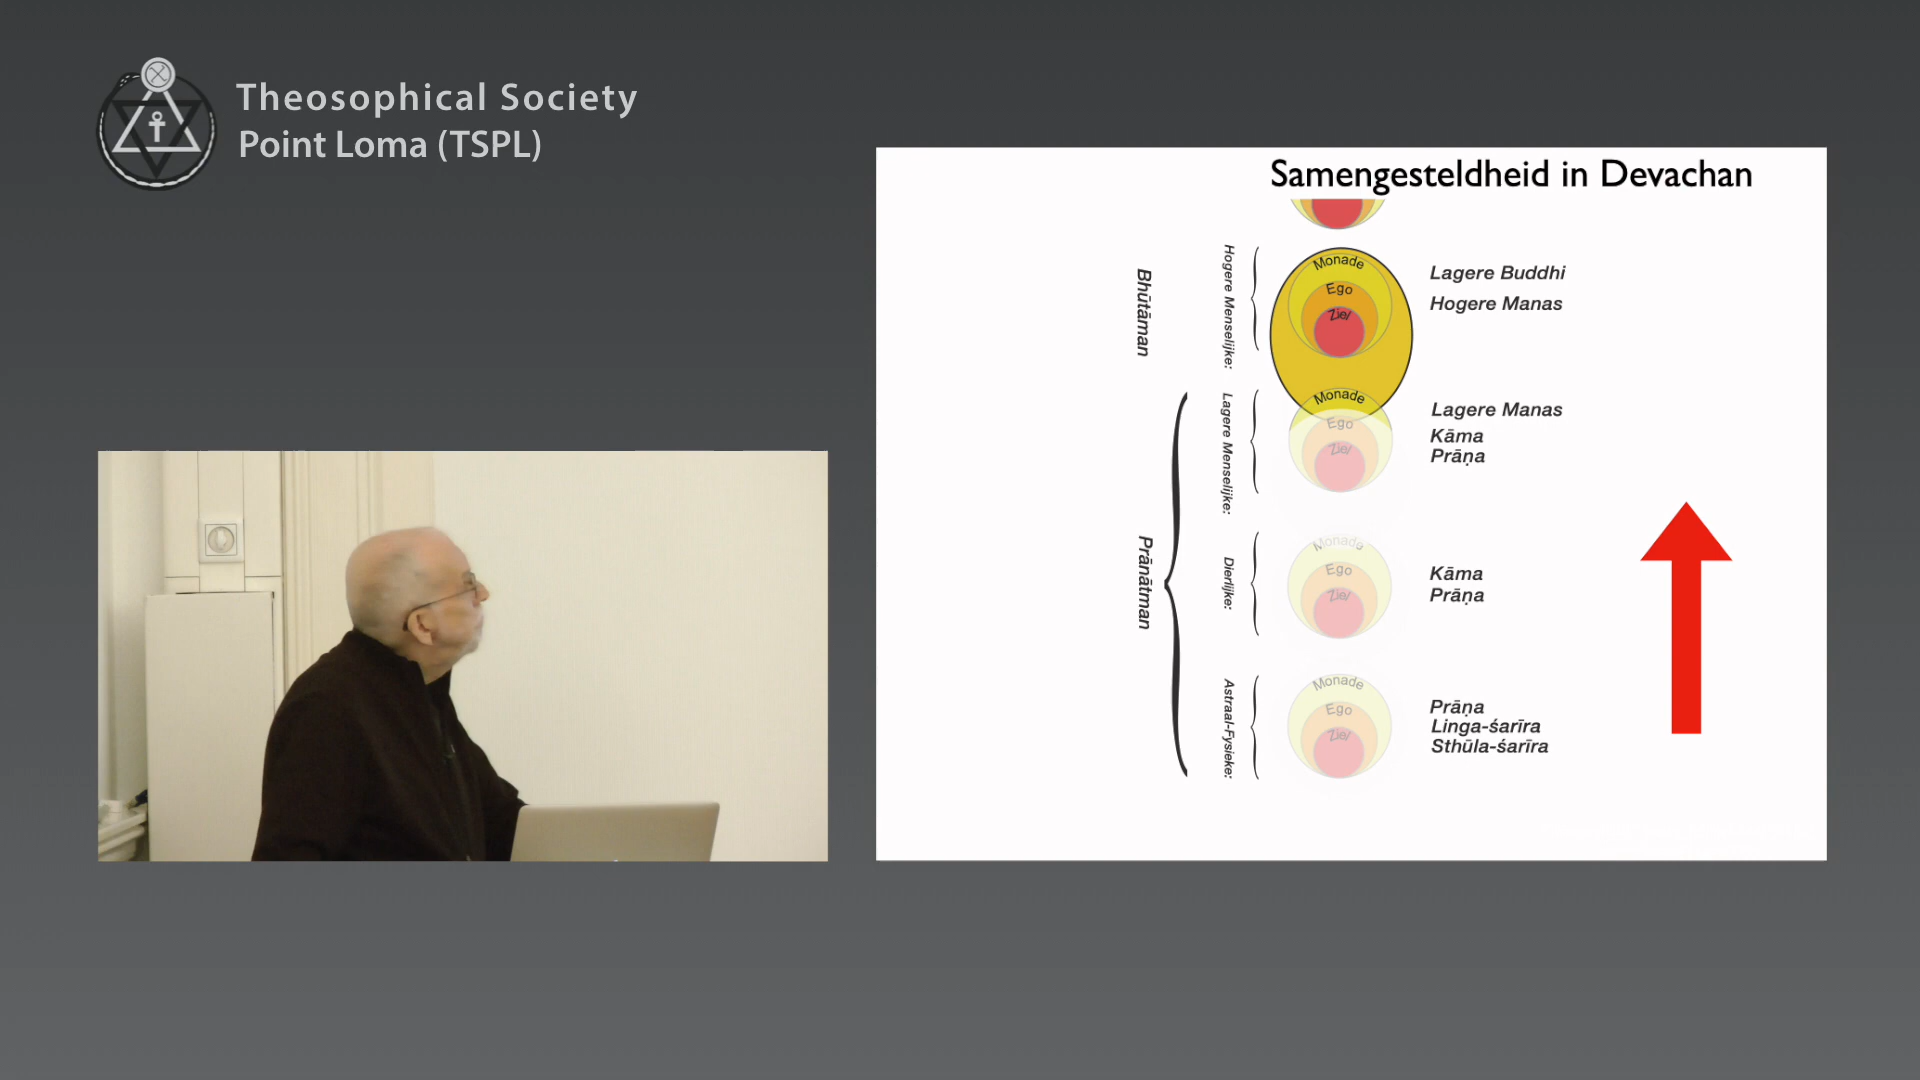 Theosophical Society
Point Loma (TSPL)
Samengesteldheid in Devachan
Bhūtāman
Hogere Menselijke:
Monade
Ego
Ziel
Lagere Buddhi
Hogere Manas
Prānātman
Lagere Menselijke:
Monade
Ego
Ziel
Lagere Manas
Kāma
Prāṇa
Dierlijke:
Monade
Ego
Ziel
Kāma
Prāṇa
Astraal-Fysieke:
Monade
Ego
Ziel
Prāṇa
Linga-śarīra
Sthūla-śarīra